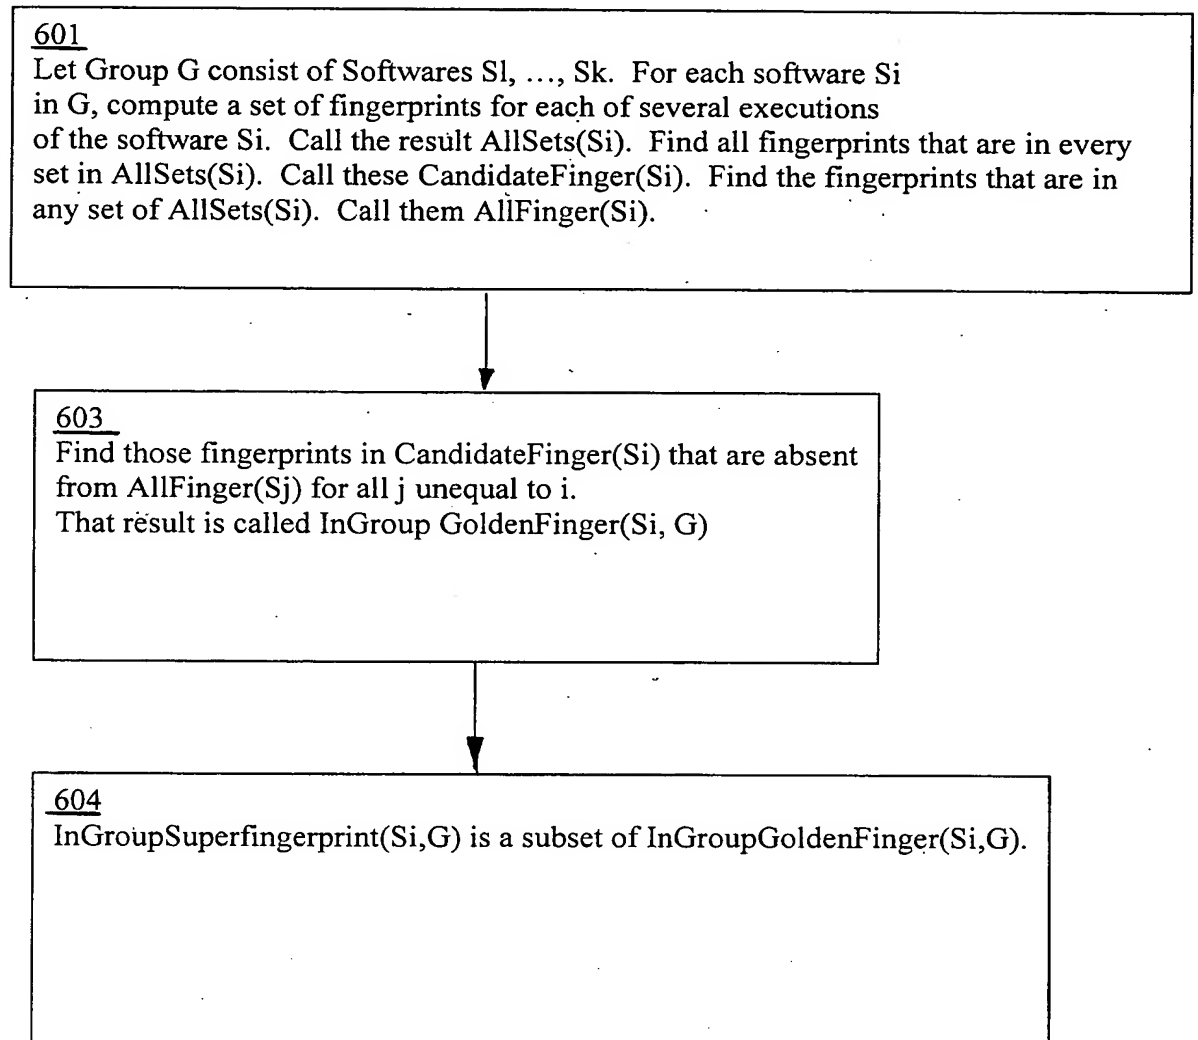 601
Let Group G consist of Softwares Sl, ..., Sk. For each software Si
in G, compute a set of fingerprints for each of several executions
of the software Si. Call the result AllSets(Si). Find all fingerprints that are in every
set in AllSets(Si). Call these CandidateFinger(Si). Find the fingerprints that are in
any set of AllSets(Si). Call them AllFinger(Si).
603
Find those fingerprints in CandidateFinger(Si) that are absent
from AllFinger(Sj) for all j unequal to i.
That result is called InGroup GoldenFinger(Si, G)
604
InGroupSuperfingerprint(Si,G) is a subset of InGroupGoldenFinger(Si,G).